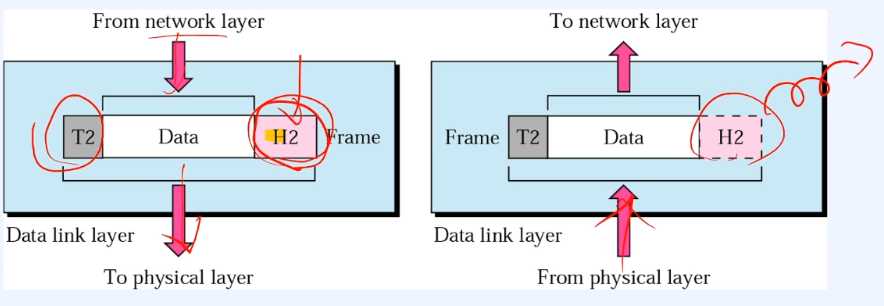 From network layer
T2 Data H2 Frame
Data link layer
To physical layer
To network layer
Frame T2 Data H2
Data link layer
From physical layer